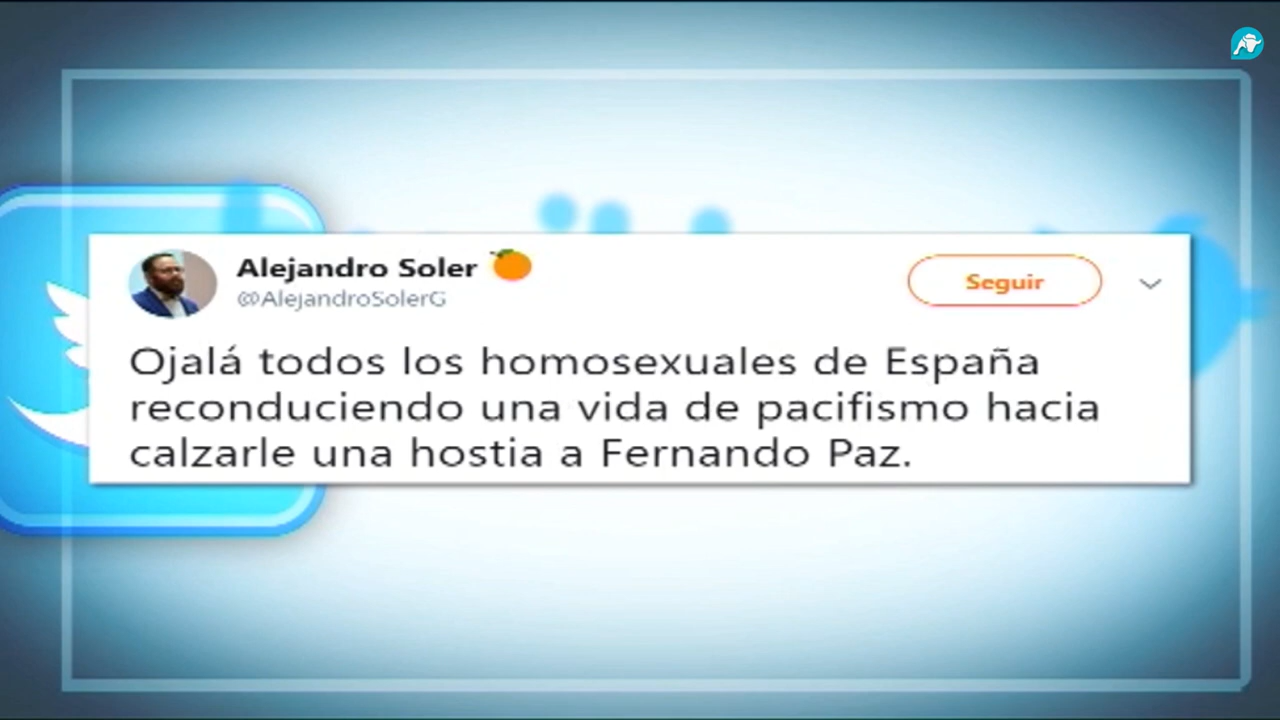 Alejandro Soler
@AlejandroSolerG
Seguir
Ojalá todos los homosexuales de España
reconduciendo una vida de pacifismo hacia
calzarle una hostia a Fernando Paz.